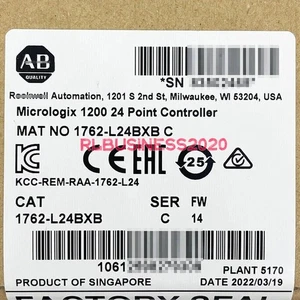 AB
QUALITY
*SN
Rockwell Automation, 1201 S 2nd St, Milwaukee, WI 53204, USA
Micrologix 1200 24 Point Controller
MAT NO 1762-L24BXB C
RLBUSINESS2020
25
KCC-REM-RAA-1762-L24
CAT SER FW
1762-L24BXB C 14
1061
PLANT 5170
PRODUCT OF SINGAPORE DATE 2022/03/19
FACTORY SEAL